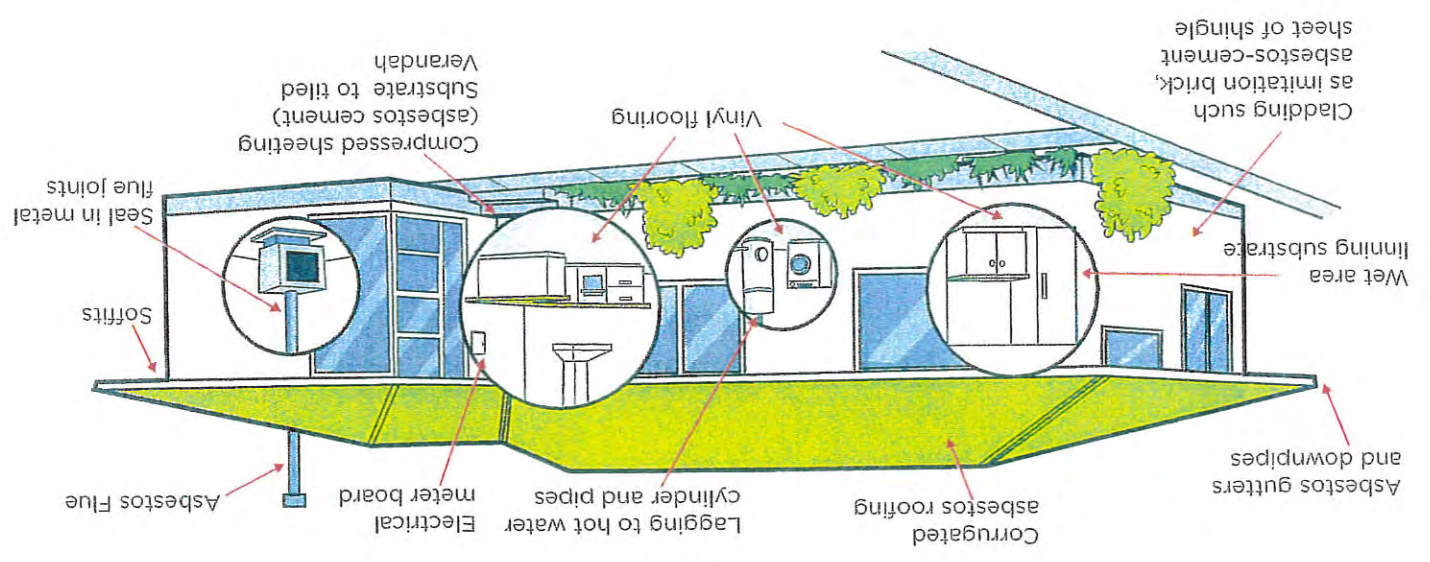 Corrugated
asbestos roofing
Lagging to hot water
cylinder and pipes
Electrical
meter board
Asbestos Flue
Asbestos gutters
and downpipes
Soffits
Wet area
linning substrate
Seal in metal
flue joints
Cladding such
as imitation brick,
asbestos-cement
sheet of shingle
Vinyl flooring
Compressed sheeting
(asbestos cement)
Substrate to tiled
Verandah